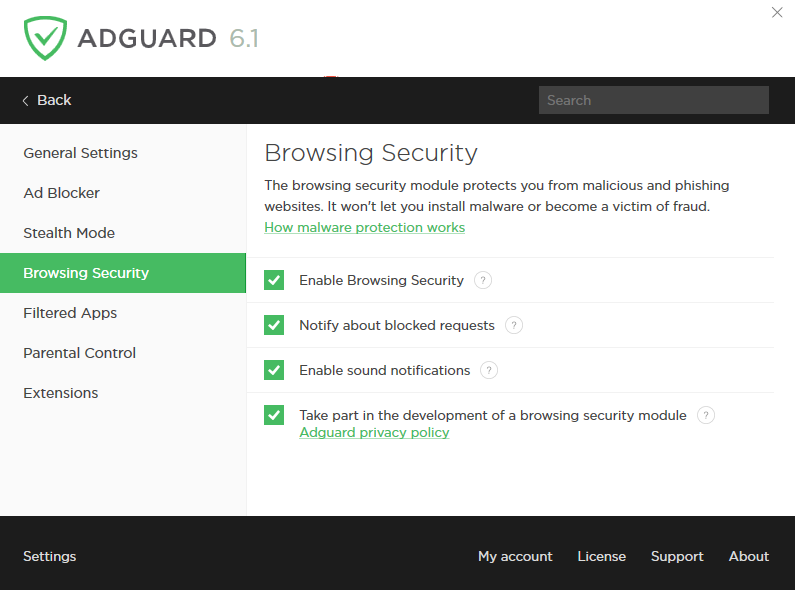 ADGUARD 6.1
Back
Search
General Settings
Ad Blocker
Stealth Mode
Browsing Security
Filtered Apps
Parental Control
Extensions
Browsing Security
The browsing security module protects you from malicious and phishing
websites. It won't let you install malware or become a victim of fraud.
How malware protection works
Enable Browsing Security ?
Notify about blocked requests ?
Enable sound notifications ?
Take part in the development of a browsing security module ?
Adguard privacy policy
Settings
My account License Support About